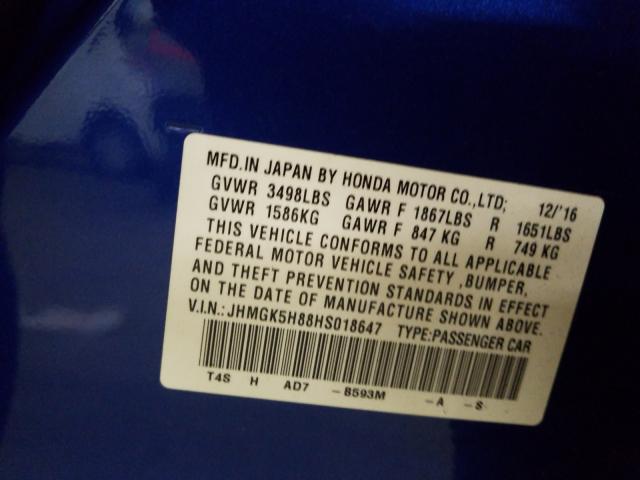 MFD.IN JAPAN BY HONDA MOTOR CO.,LTD; 12/'16
GVWR 3498LBS GAWR F 1867LBS R 1651LBS
GVWR 1586KG GAWR F 847 KG R 749 KG
THIS VEHICLE CONFORMS TO ALL APPLICABLE
FEDERAL MOTOR VEHICLE SAFETY ,BUMPER,
AND THEFT PREVENTION STANDARDS IN EFFECT
ON THE DATE OF MANUFACTURE SHOWN ABOVE.
V.I.N.:JHMGK5H88HS018647 TYPE:PASSENGER CAR
T4S H AD7 -B593M -A -S